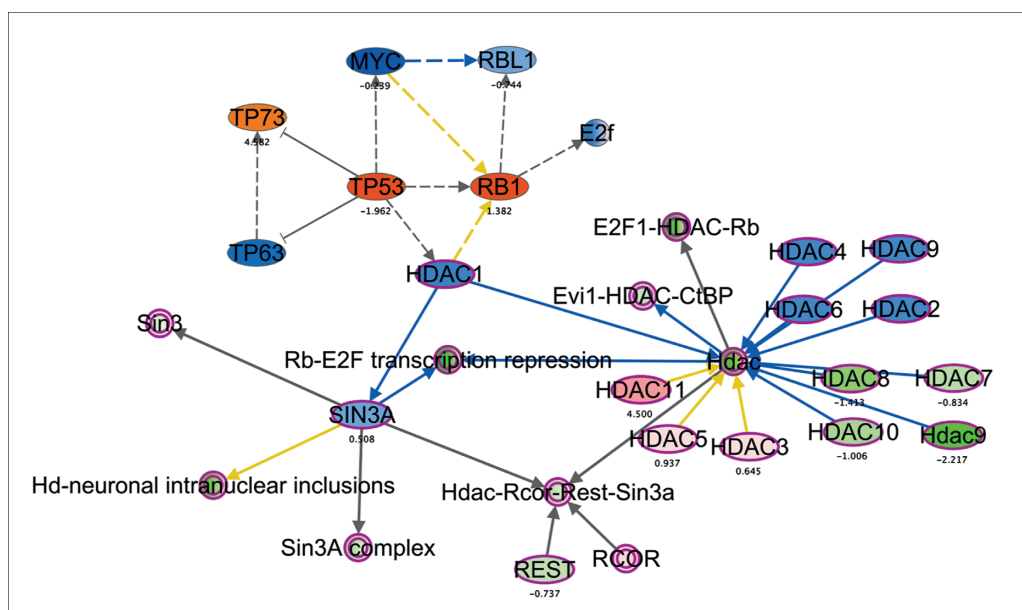 MYC
-0.239
RBL1
-0.744
TP73
4.582
E2f
TP53
-1.962
RB1
1.382
TP63
HDAC1
E2F1-HDAC-Rb
HDAC4
HDAC9
Evi1-HDAC-CtBP
HDAC6
HDAC2
Sin3
Rb-E2F transcription repression
Hdac
HDAC11
4.500
HDAC8
-1.413
HDAC7
-0.834
SIN3A
0.508
HDAC5
0.937
HDAC3
0.645
HDAC10
-1.006
Hdac9
-2.217
Hd-neuronal intranuclear inclusions
Hdac-Rcor-Rest-Sin3a
Sin3A complex
REST
-0.737
RCOR